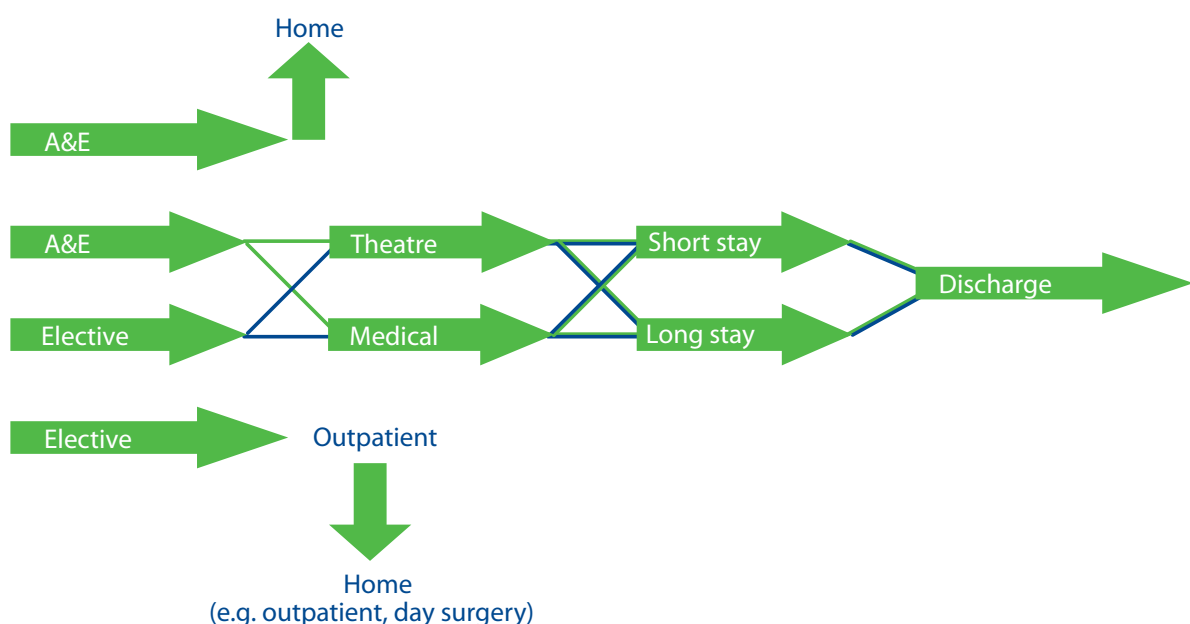 Home
A&E
A&E
Theatre
Short stay
Discharge
Elective
Medical
Long stay
Elective
Outpatient
Home
(e.g. outpatient, day surgery)